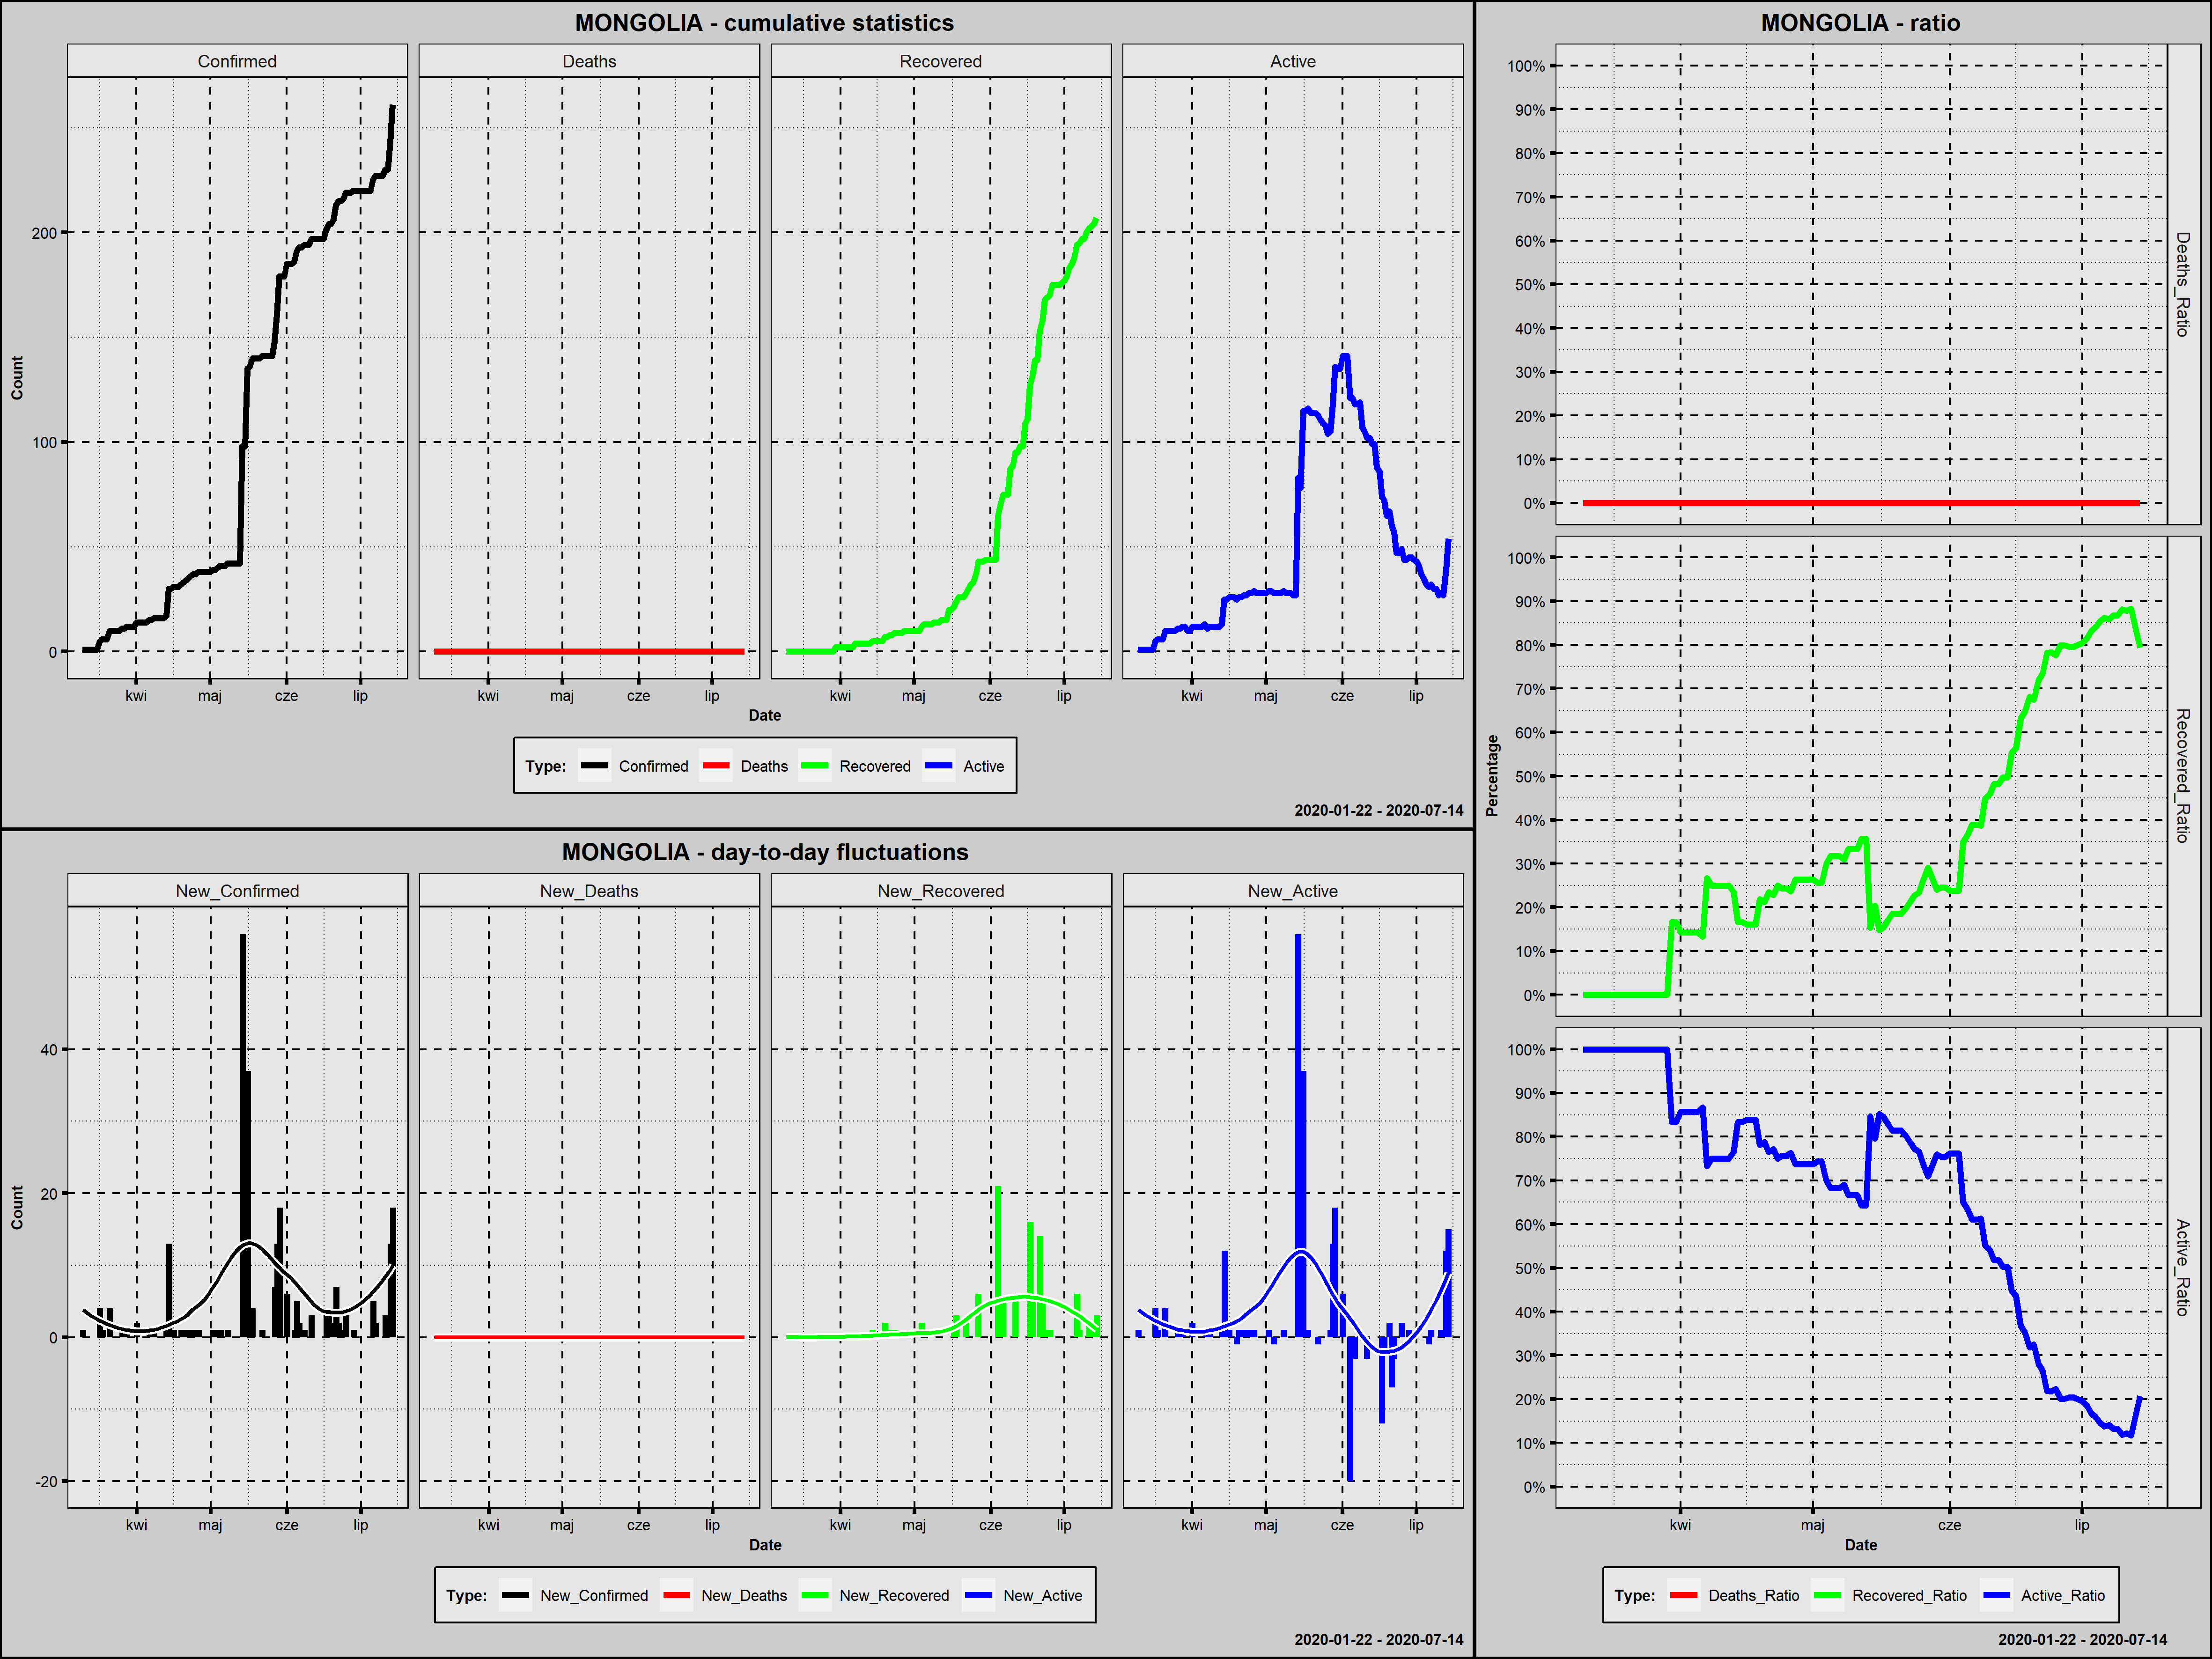 MONGOLIA - cumulative statistics
Confirmed Deaths Recovered Active
Count
200
100
0
kwi maj cze lip kwi maj cze lip kwi maj cze lip kwi maj cze lip
Date
Type: Confirmed Deaths Recovered Active
2020-01-22 - 2020-07-14
MONGOLIA - day-to-day fluctuations
New_Confirmed New_Deaths New_Recovered New_Active
Count
40
20
0
-20
kwi maj cze lip kwi maj cze lip kwi maj cze lip kwi maj cze lip
Date
Type: New_Confirmed New_Deaths New_Recovered New_Active
2020-01-22 - 2020-07-14
MONGOLIA - ratio
Percentage
100%
90%
80%
70%
60%
50%
40%
30%
20%
10%
0%
Deaths_Ratio
100%
90%
80%
70%
60%
50%
40%
30%
20%
10%
0%
Recovered_Ratio
100%
90%
80%
70%
60%
50%
40%
30%
20%
10%
0%
Active_Ratio
kwi maj cze lip
Date
Type: Deaths_Ratio Recovered_Ratio Active_Ratio
2020-01-22 - 2020-07-14